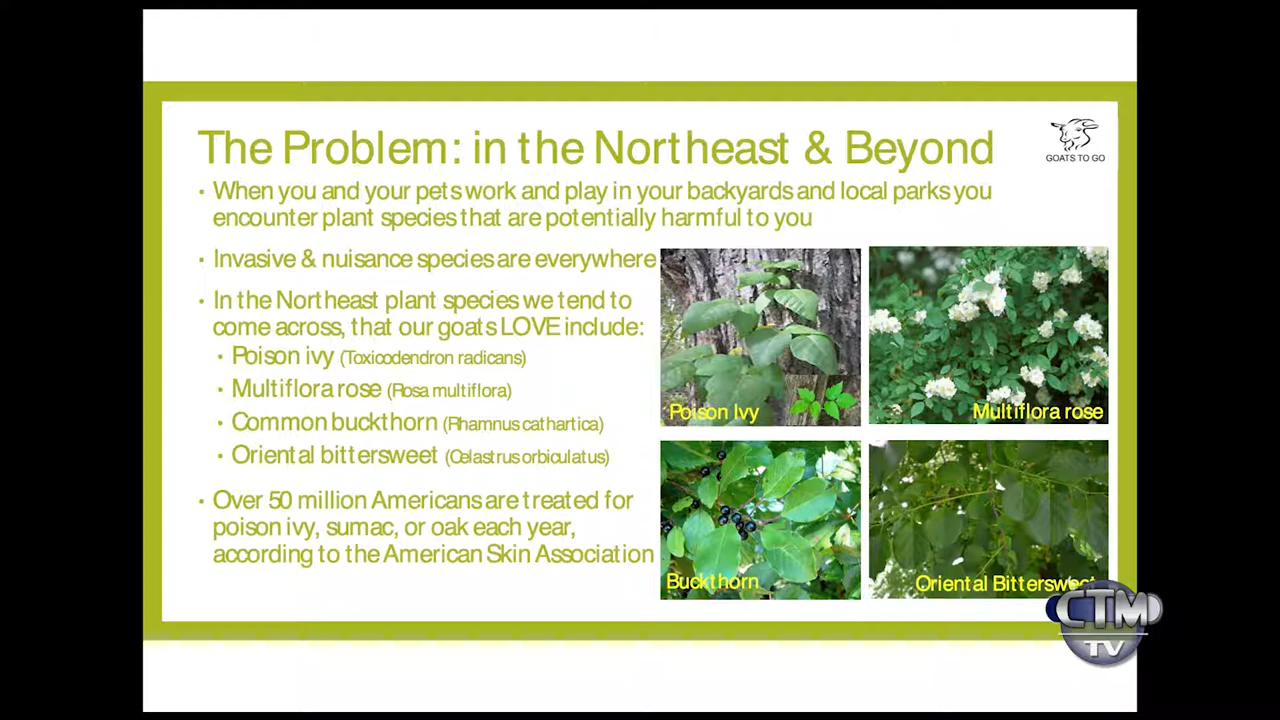 The Problem: in the Northeast & Beyond
GOATS TO GO
• When you and your pets work and play in your backyards and local parks you
encounter plant species that are potentially harmful to you
• Invasive & nuisance species are everywhere
• In the Northeast plant species we tend to
come across, that our goats LOVE include:
• Poison ivy (Toxicodendron radicans)
• Multiflora rose (Rosa multiflora)
• Common buckthorn (Rhamnus cathartica)
• Oriental bittersweet (Celastrus orbiculatus)
• Over 50 million Americans are treated for
poison ivy, sumac, or oak each year,
according to the American Skin Association
Poison Ivy
Multiflora rose
Buckthorn
Oriental Bittersweet
CTM
TV